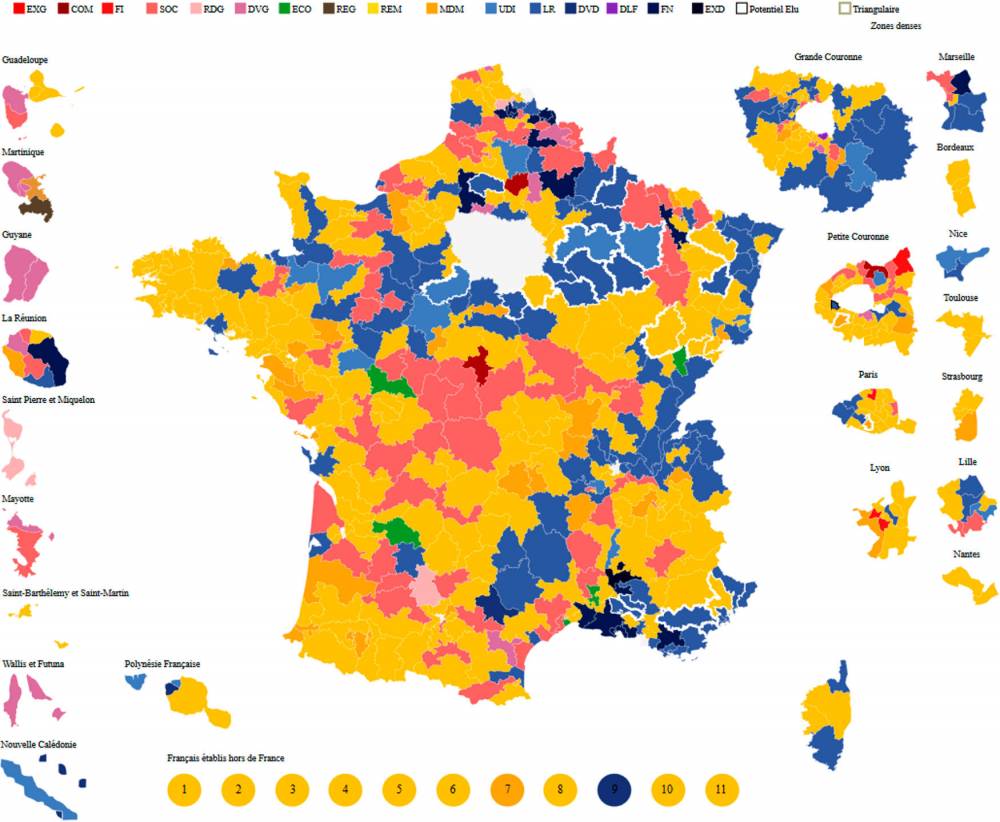 EXG COM FI SOC RDG DVG ECO REG REM MDM UDI LR DVD DLF FN EXD Potentiel Elu Triangulaire
Zones denses
Guadeloupe
Grande Couronne
Marseille
Martinique
Bordeaux
Guyane
Petite Couronne
Nice
Toulouse
La Réunion
Paris
Strasbourg
Saint Pierre et Miquelon
Lyon
Lille
Mayotte
Nantes
Saint-Barthèlemy et Saint-Martin
Wallis et Futuna
Polynèsie Française
Nouvelle Calédonie
Français établis hors de France
1 2 3 4 5 6 7 8 9 10 11